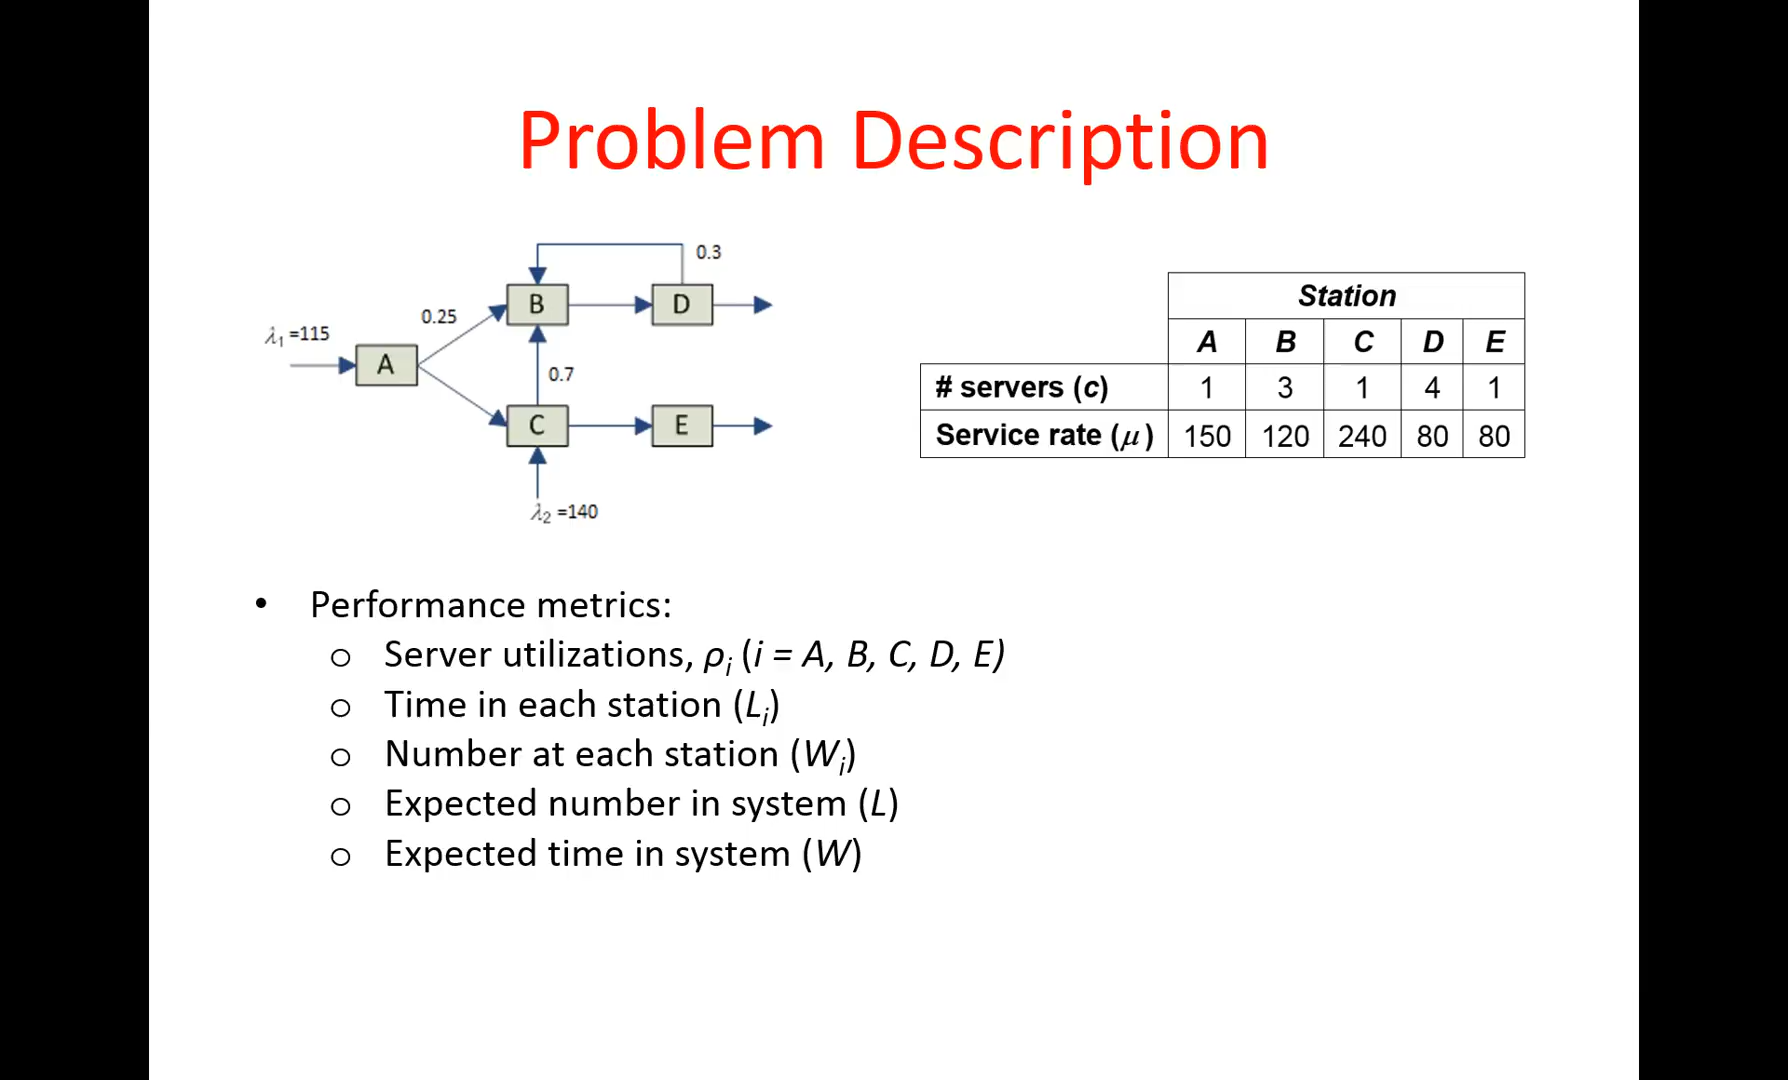 Problem Description
0.3
B
D
0.25
λ1 =115
A
0.7
C
E
λ2 =140
Station
A B C D E
# servers (c) 1 3 1 4 1
Service rate (μ) 150 120 240 80 80
• Performance metrics:
o Server utilizations, ρi (i = A, B, C, D, E)
o Time in each station (Li)
o Number at each station (Wi)
o Expected number in system (L)
o Expected time in system (W)